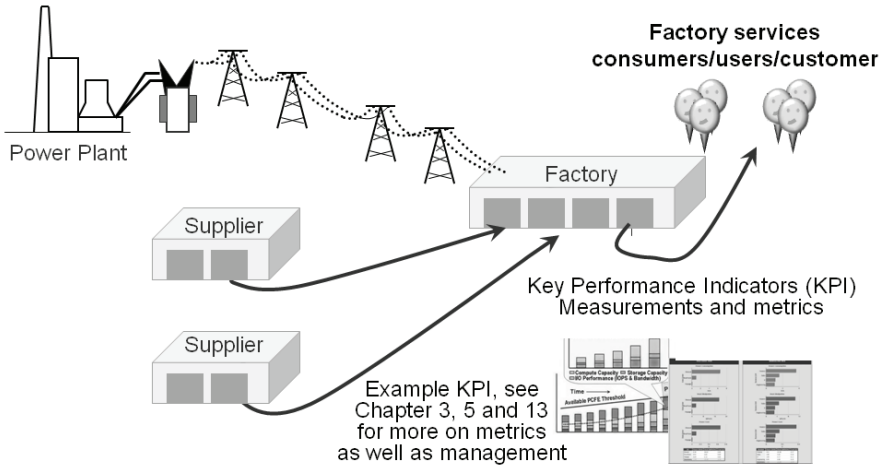 Factory services
consumers/users/customer
Power Plant
Factory
Supplier
Key Performance Indicators (KPI)
Measurements and metrics
Supplier
Example KPI, see
Chapter 3, 5 and 13
for more on metrics
as well as management
Compute Capacity Storage Capacity
I/O Performance (IOPS & Bandwidth)
Time
Available PCFE Threshold